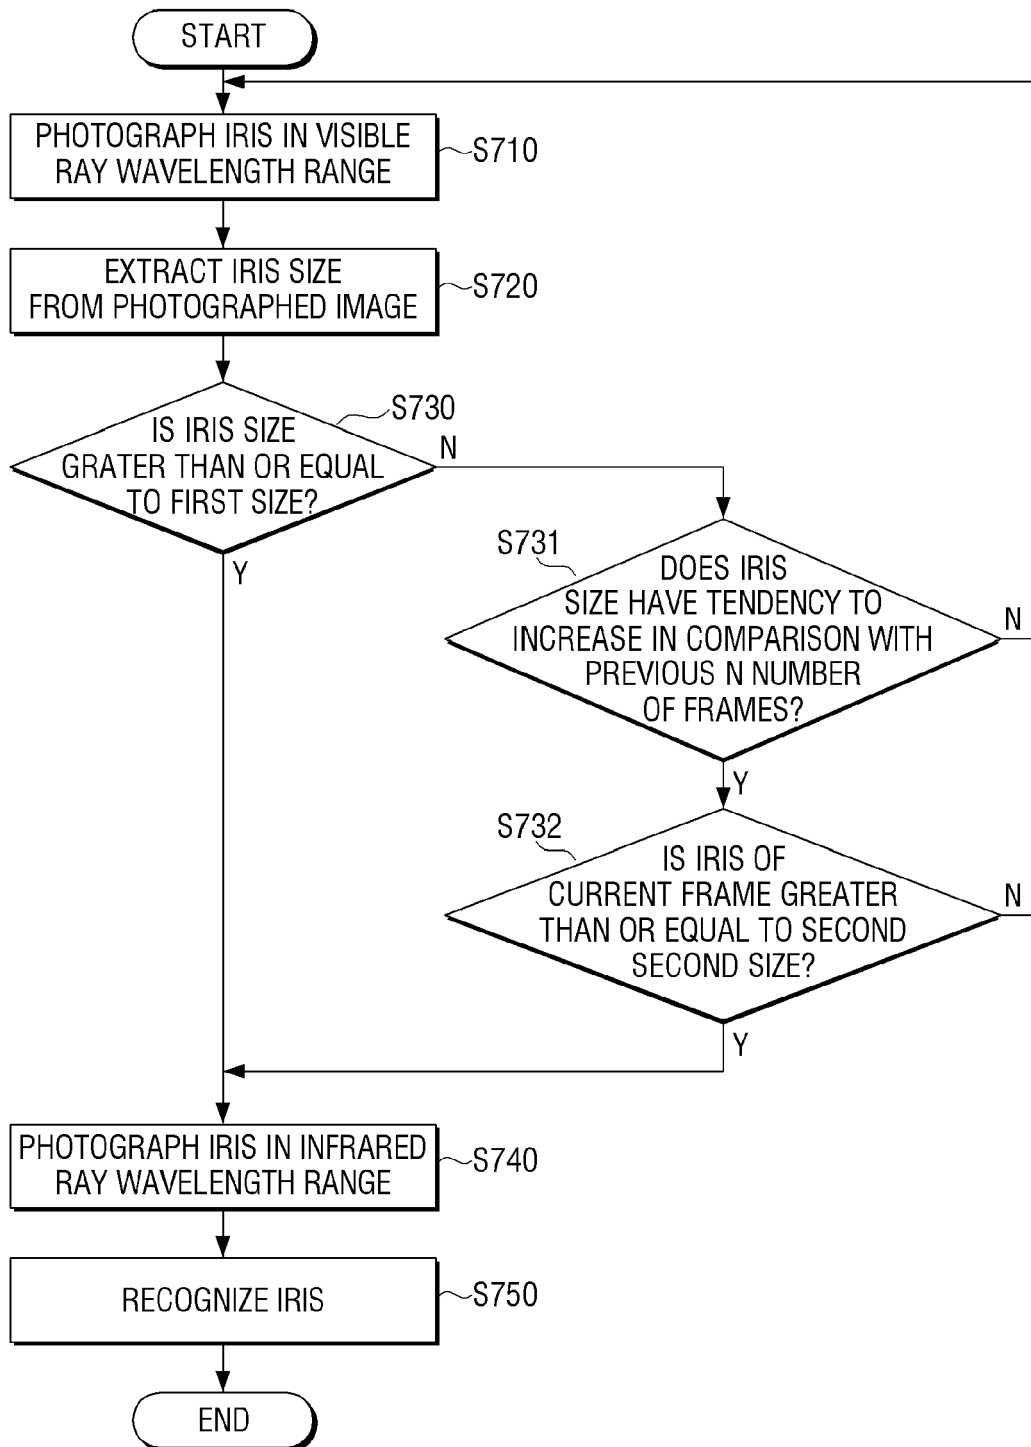 START
PHOTOGRAPH IRIS IN VISIBLE
RAY WAVELENGTH RANGE
S710
EXTRACT IRIS SIZE
FROM PHOTOGRAPHED IMAGE
S720
S730
IS IRIS SIZE
GRATER THAN OR EQUAL
TO FIRST SIZE?
N
Y
S731
DOES IRIS
SIZE HAVE TENDENCY TO
INCREASE IN COMPARISON WITH
PREVIOUS N NUMBER
OF FRAMES?
N
Y
S732
IS IRIS OF
CURRENT FRAME GREATER
THAN OR EQUAL TO SECOND
SECOND SIZE?
N
Y
PHOTOGRAPH IRIS IN INFRARED
RAY WAVELENGTH RANGE
S740
RECOGNIZE IRIS
S750
END